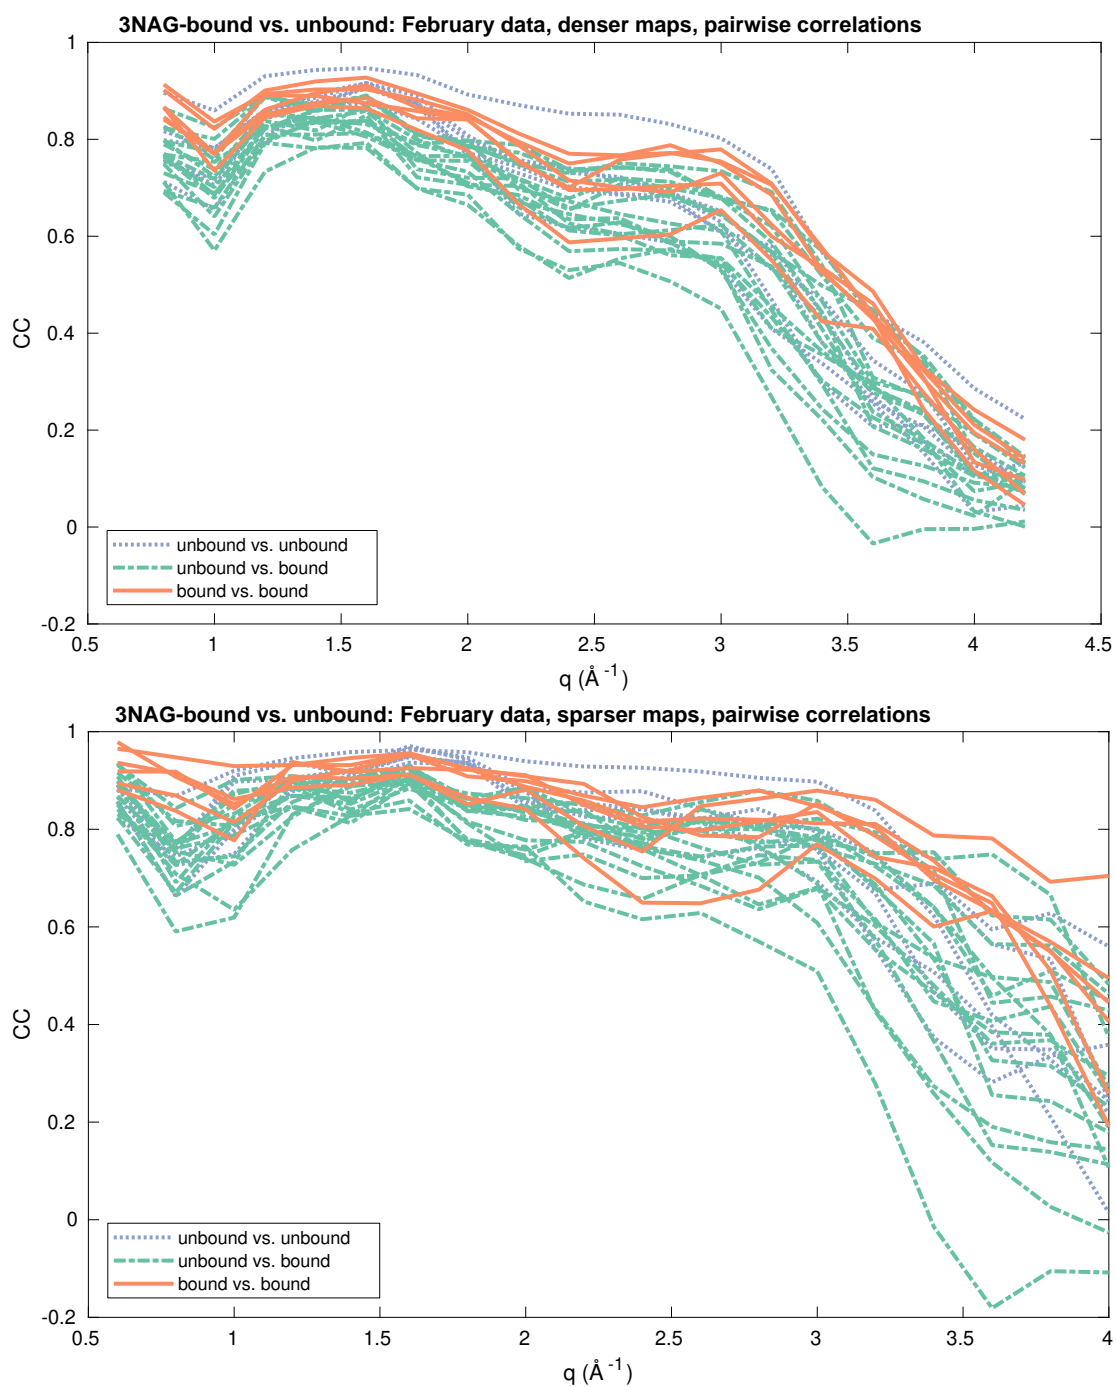 3NAG-bound vs. unbound: February data, denser maps, pairwise correlations
1
0.8
0.6
0.4
0.2
0
-0.2
CC
unbound vs. unbound
unbound vs. bound
bound vs. bound
0.5 1 1.5 2 2.5 3 3.5 4 4.5
q (Å⁻¹)
3NAG-bound vs. unbound: February data, sparser maps, pairwise correlations
1
0.8
0.6
0.4
0.2
0
-0.2
CC
unbound vs. unbound
unbound vs. bound
bound vs. bound
0.5 1 1.5 2 2.5 3 3.5 4
q (Å⁻¹)